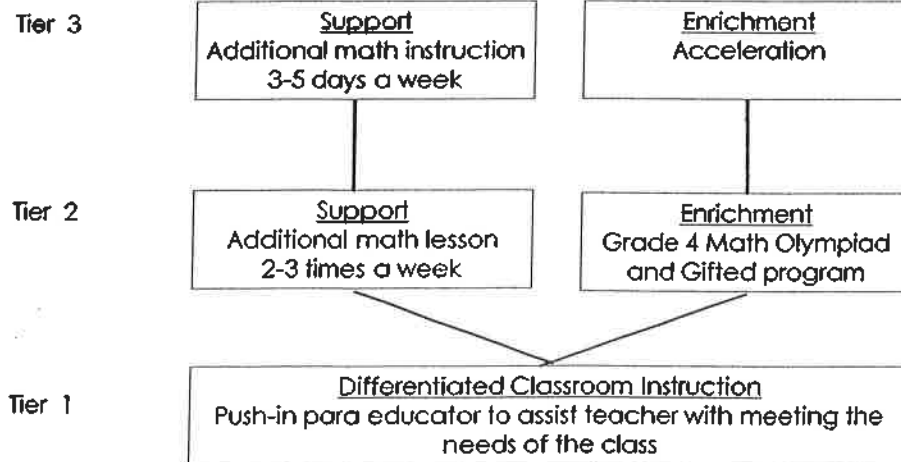 Tier 3
Support
Additional math instruction
3-5 days a week
Enrichment
Acceleration
Tier 2
Support
Additional math lesson
2-3 times a week
Enrichment
Grade 4 Math Olympiad
and Gifted program
Tier 1
Differentiated Classroom Instruction
Push-in para educator to assist teacher with meeting the
needs of the class